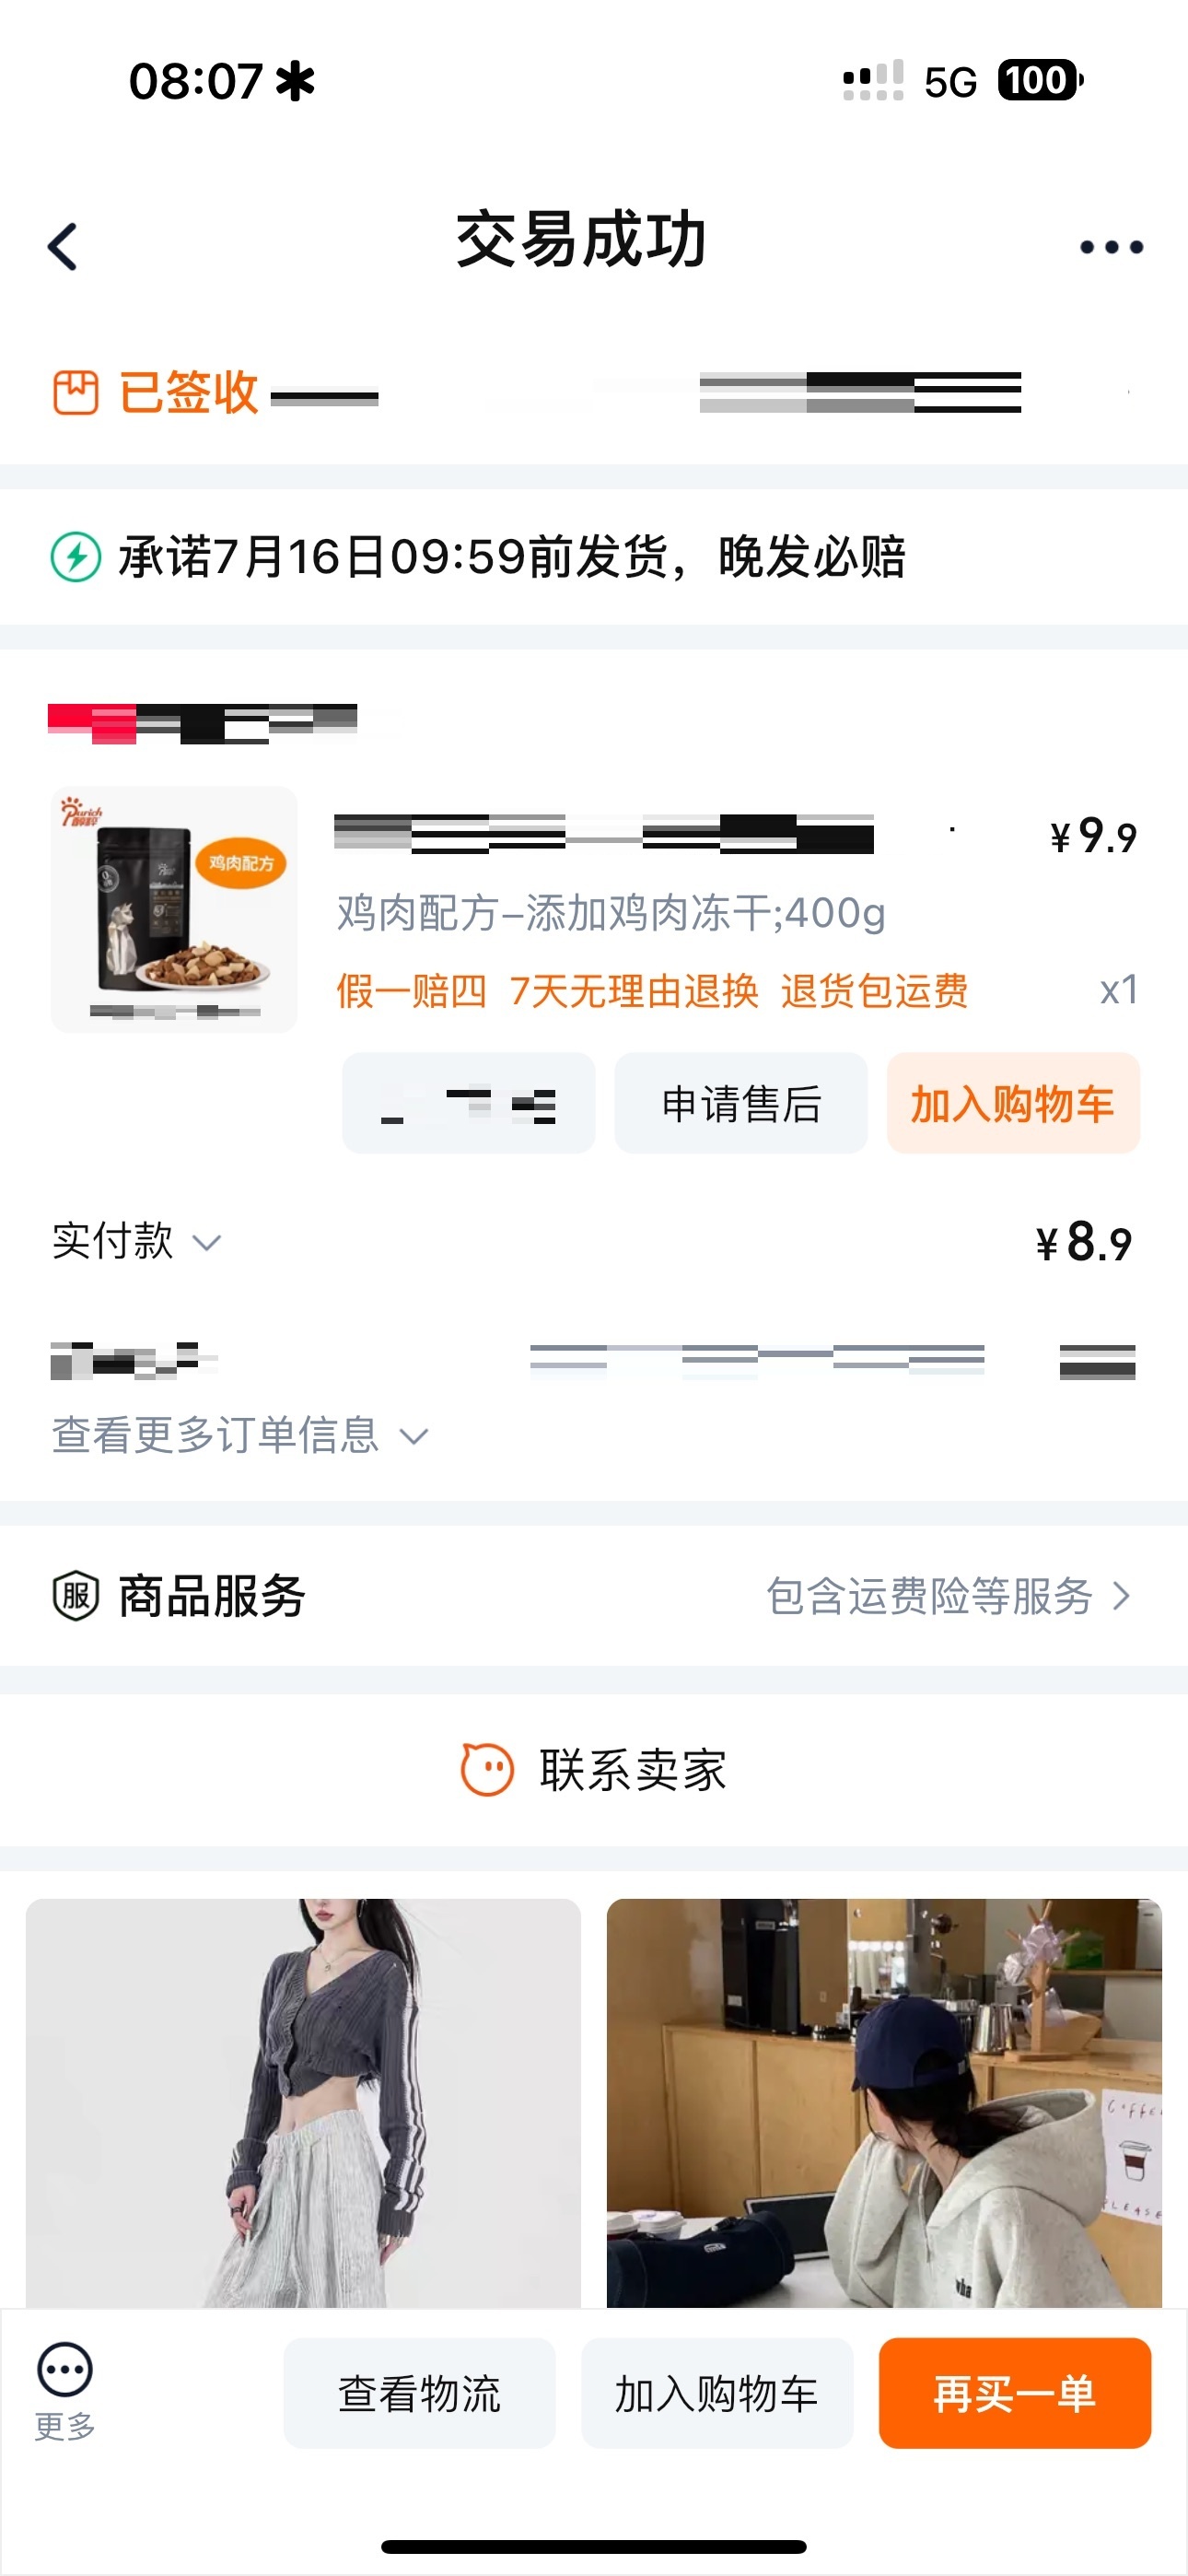 08:07
5G 100
交易成功
已签收
承诺7月16日09:59前发货，晚发必赔
Purich
醇粹
鸡肉配方
¥9.9
鸡肉配方–添加鸡肉冻干;400g
假一赔四 7天无理由退换 退货包运费 x1
申请售后 加入购物车
实付款 ¥8.9
查看更多订单信息
服 商品服务 包含运费险等服务
联系卖家
Coffee
PLEASE
wha
更多 查看物流 加入购物车 再买一单